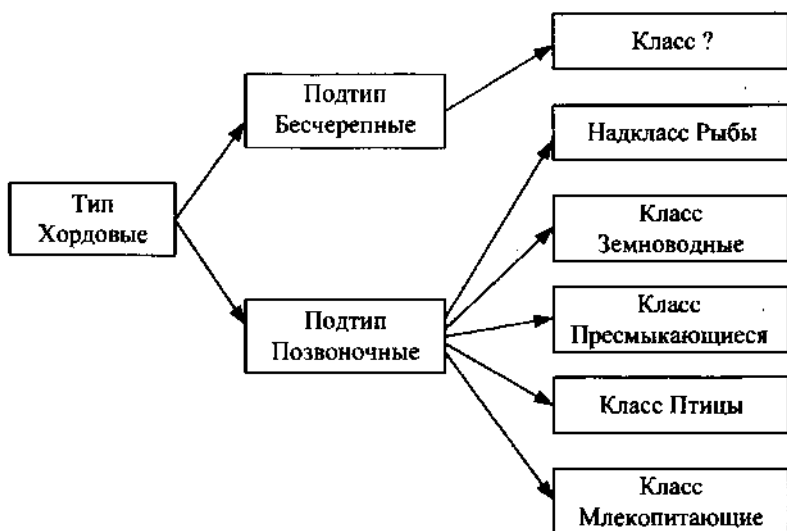 Класс ?
Подтип
Бесчерепные
Надкласс Рыбы
Тип
Хордовые
Класс
Земноводные
Подтип
Позвоночные
Класс
Пресмыкающиеся
Класс Птицы
Класс
Млекопитающие